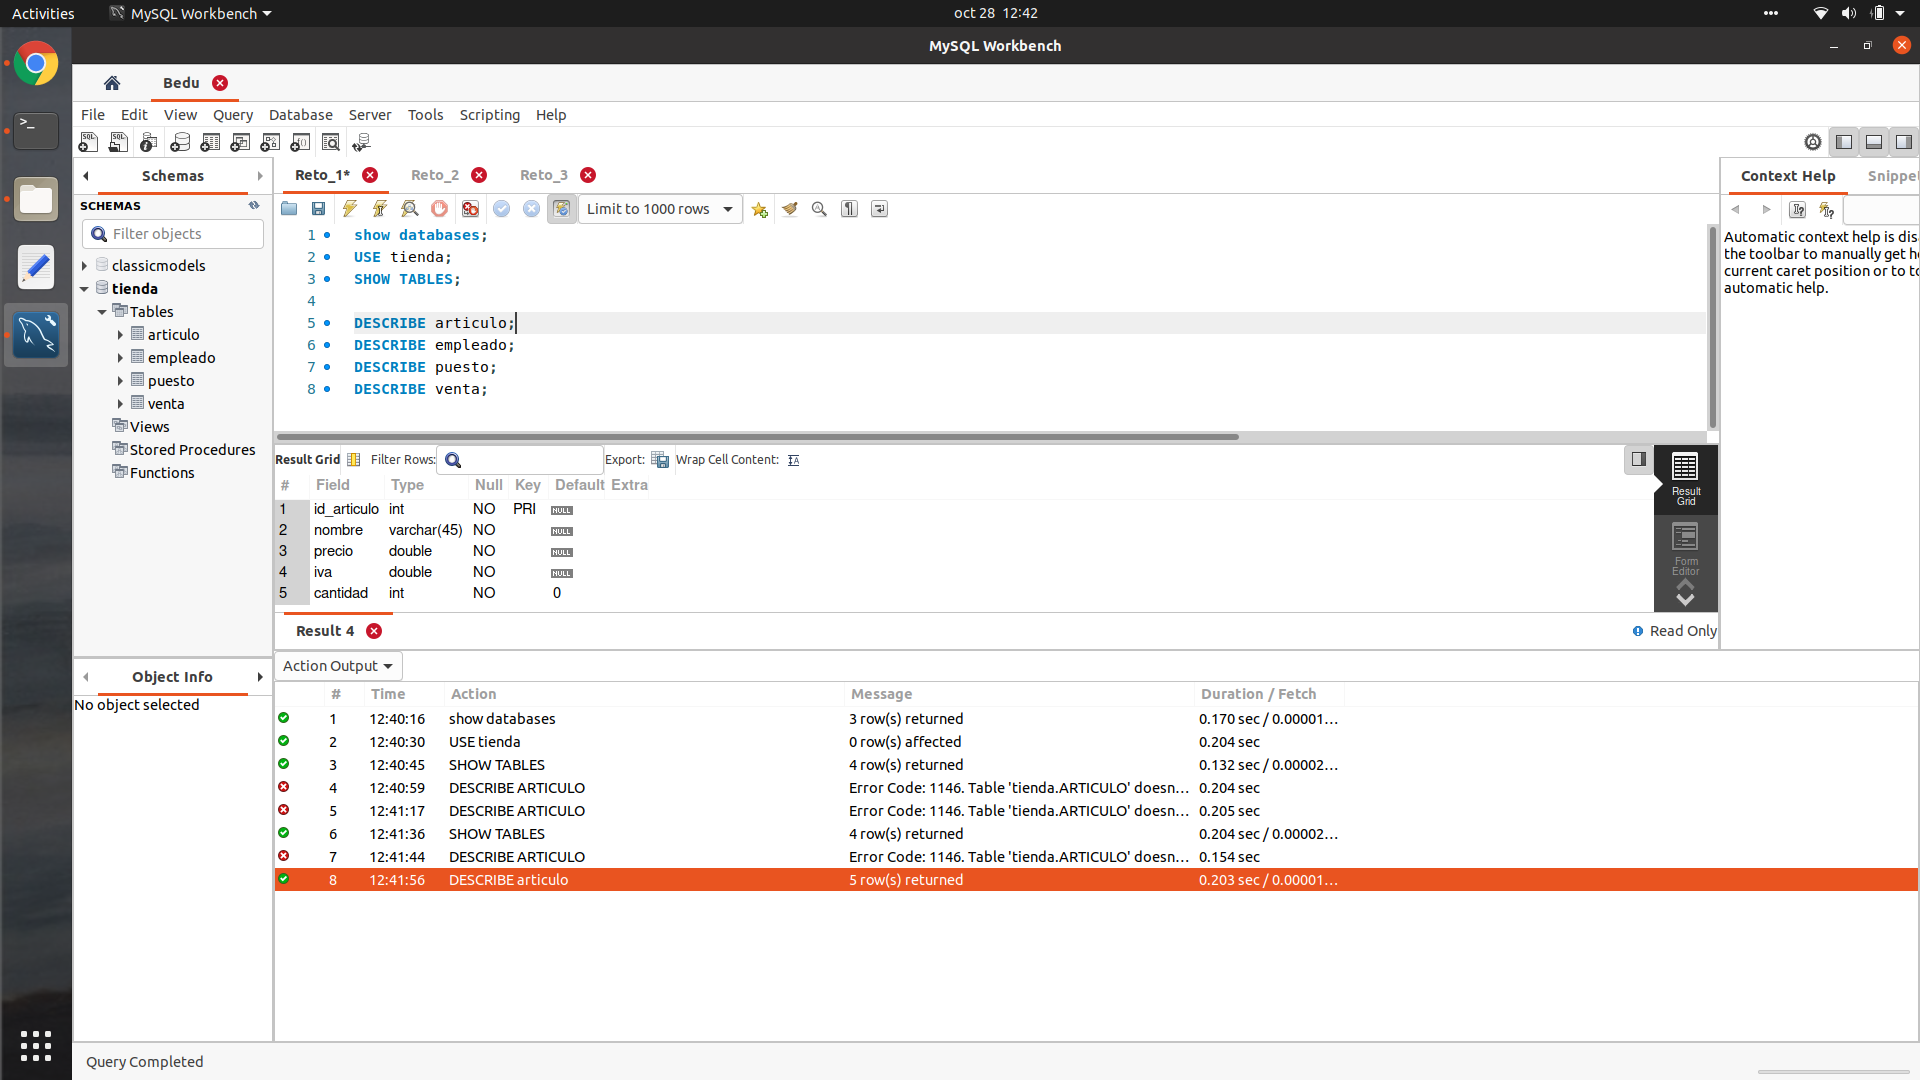 Activities
MySQL Workbench
oct 28 12:42
MySQL Workbench
Bedu
File Edit View Query Database Server Tools Scripting Help
Schemas
SCHEMAS
Filter objects
classicmodels
tienda
Tables
articulo
empleado
puesto
venta
Views
Stored Procedures
Functions
Reto_1* Reto_2 Reto_3
Limit to 1000 rows
1 show databases;
2 USE tienda;
3 SHOW TABLES;
4
5 DESCRIBE articulo;
6 DESCRIBE empleado;
7 DESCRIBE puesto;
8 DESCRIBE venta;
Context Help Snippet
Automatic context help is dis
the toolbar to manually get h
current caret position or to to
automatic help.
Result Grid Filter Rows: Export: Wrap Cell Content:
# Field Type Null Key Default Extra
1 id_articulo int NO PRI NULL
2 nombre varchar(45) NO NULL
3 precio double NO NULL
4 iva double NO NULL
5 cantidad int NO 0
Result
Grid
Form
Editor
Result 4
Read Only
Object Info
No object selected
Action Output
# Time Action Message Duration / Fetch
1 12:40:16 show databases 3 row(s) returned 0.170 sec / 0.00001...
2 12:40:30 USE tienda 0 row(s) affected 0.204 sec
3 12:40:45 SHOW TABLES 4 row(s) returned 0.132 sec / 0.00002...
4 12:40:59 DESCRIBE ARTICULO Error Code: 1146. Table 'tienda.ARTICULO' doesn... 0.204 sec
5 12:41:17 DESCRIBE ARTICULO Error Code: 1146. Table 'tienda.ARTICULO' doesn... 0.205 sec
6 12:41:36 SHOW TABLES 4 row(s) returned 0.204 sec / 0.00002...
7 12:41:44 DESCRIBE ARTICULO Error Code: 1146. Table 'tienda.ARTICULO' doesn... 0.154 sec
8 12:41:56 DESCRIBE articulo 5 row(s) returned 0.203 sec / 0.00001...
Query Completed